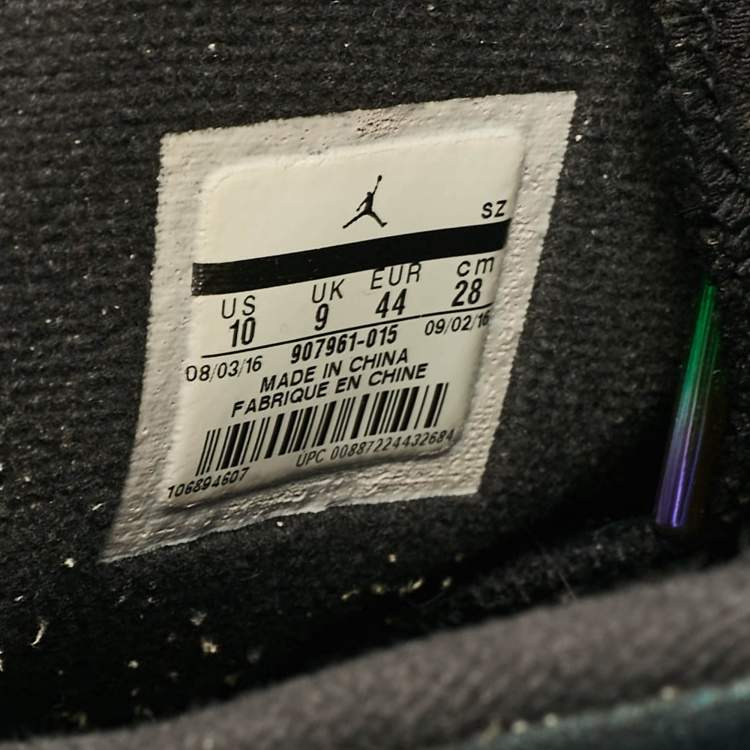 SZ
US UK EUR cm
10 9 44 28
08/03/16 907961-015 09/02/16
MADE IN CHINA
FABRIQUE EN CHINE
106894607 UPC 00887224432684